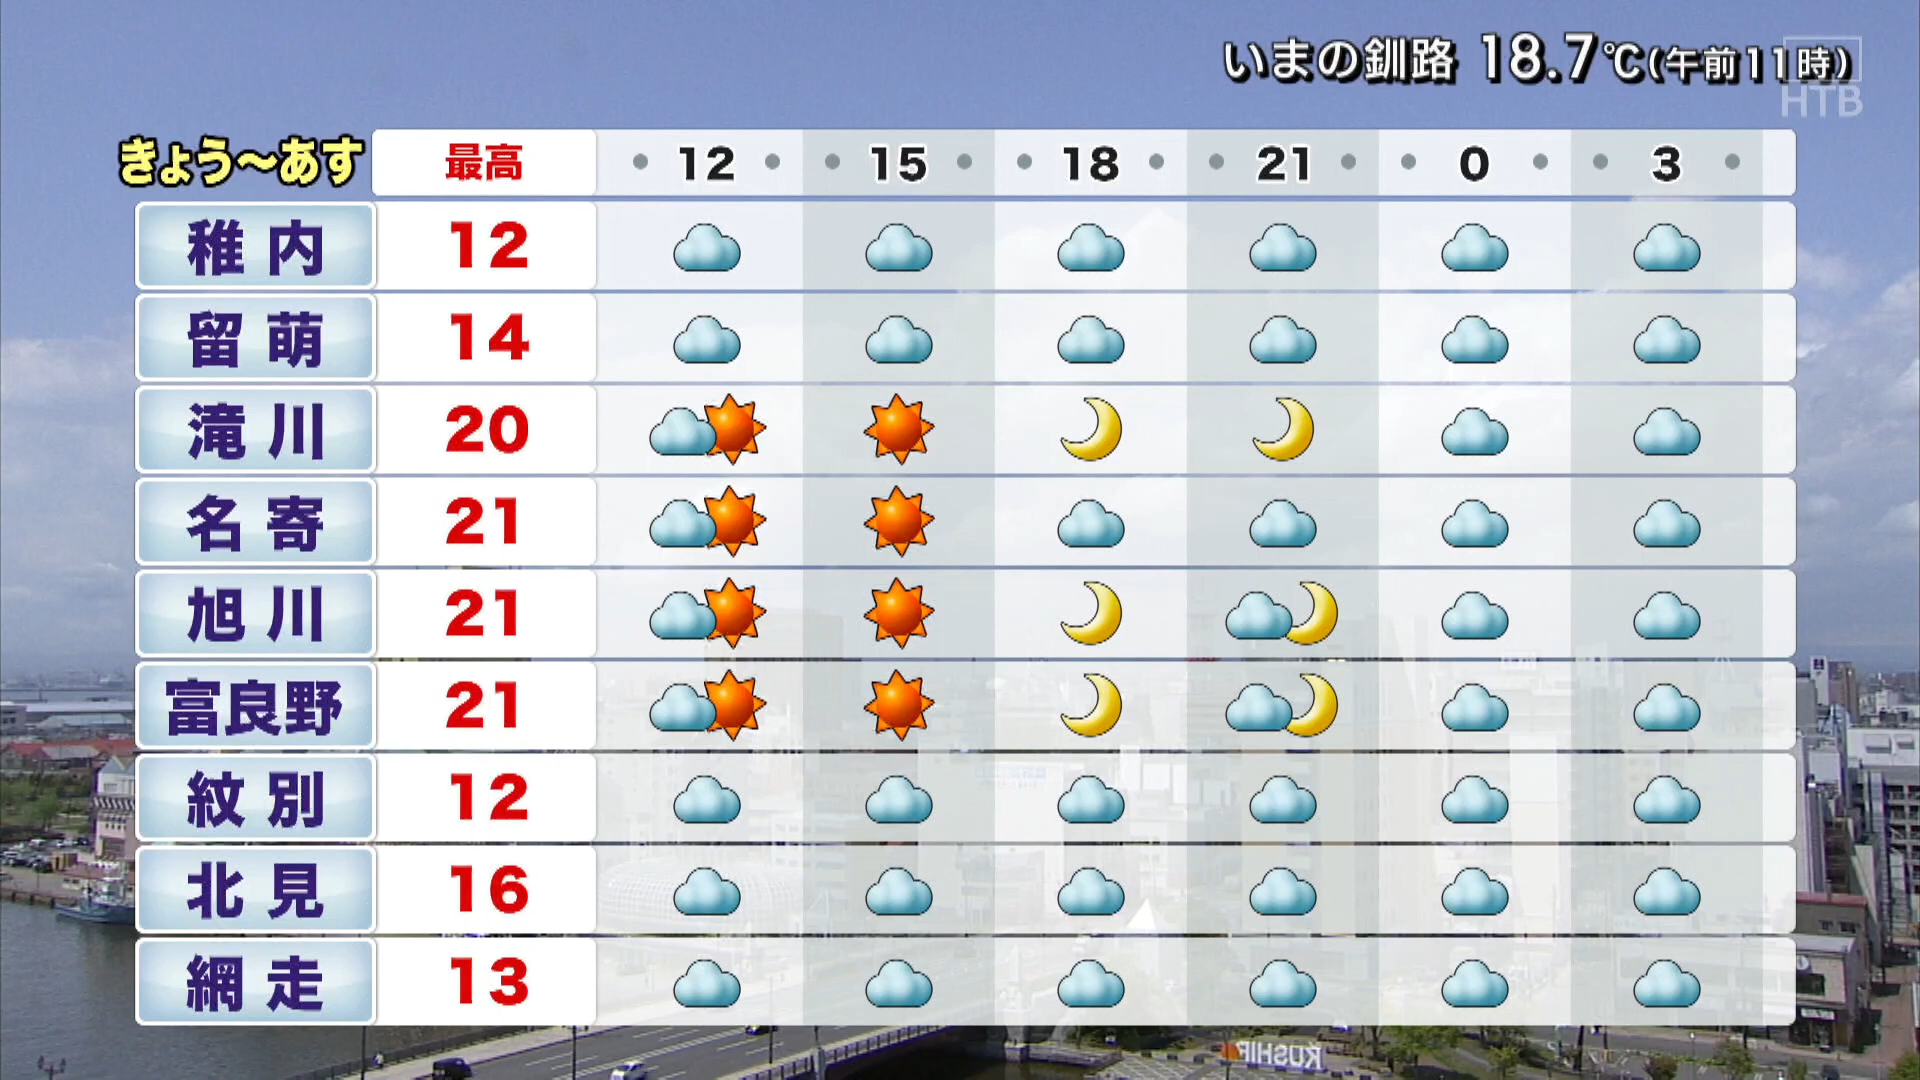 いまの釧路 18.7℃(午前11時)
HTB
きょう～あす 最高 12 15 18 21 0 3
稚内 12
留萌 14
滝川 20
名寄 21
旭川 21
富良野 21
紋別 12
北見 16
網走 13